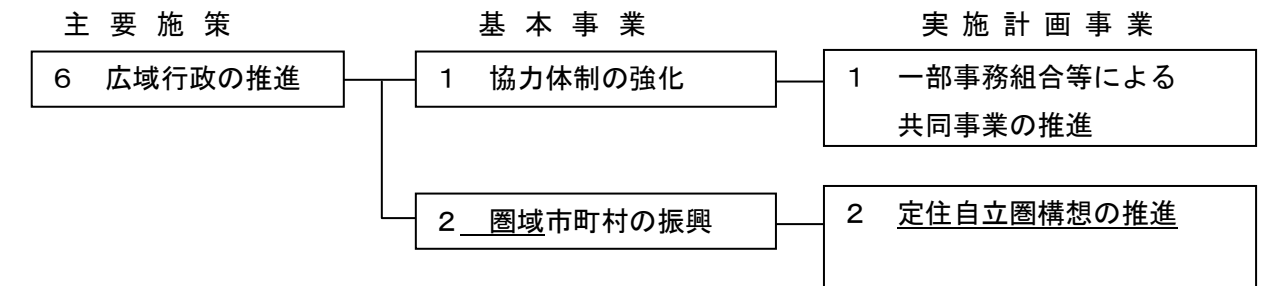 主要施策　基本事業　実施計画事業
６　広域行政の推進　１　協力体制の強化　１　一部事務組合等による
共同事業の推進
２　圏域市町村の振興　２　定住自立圏構想の推進